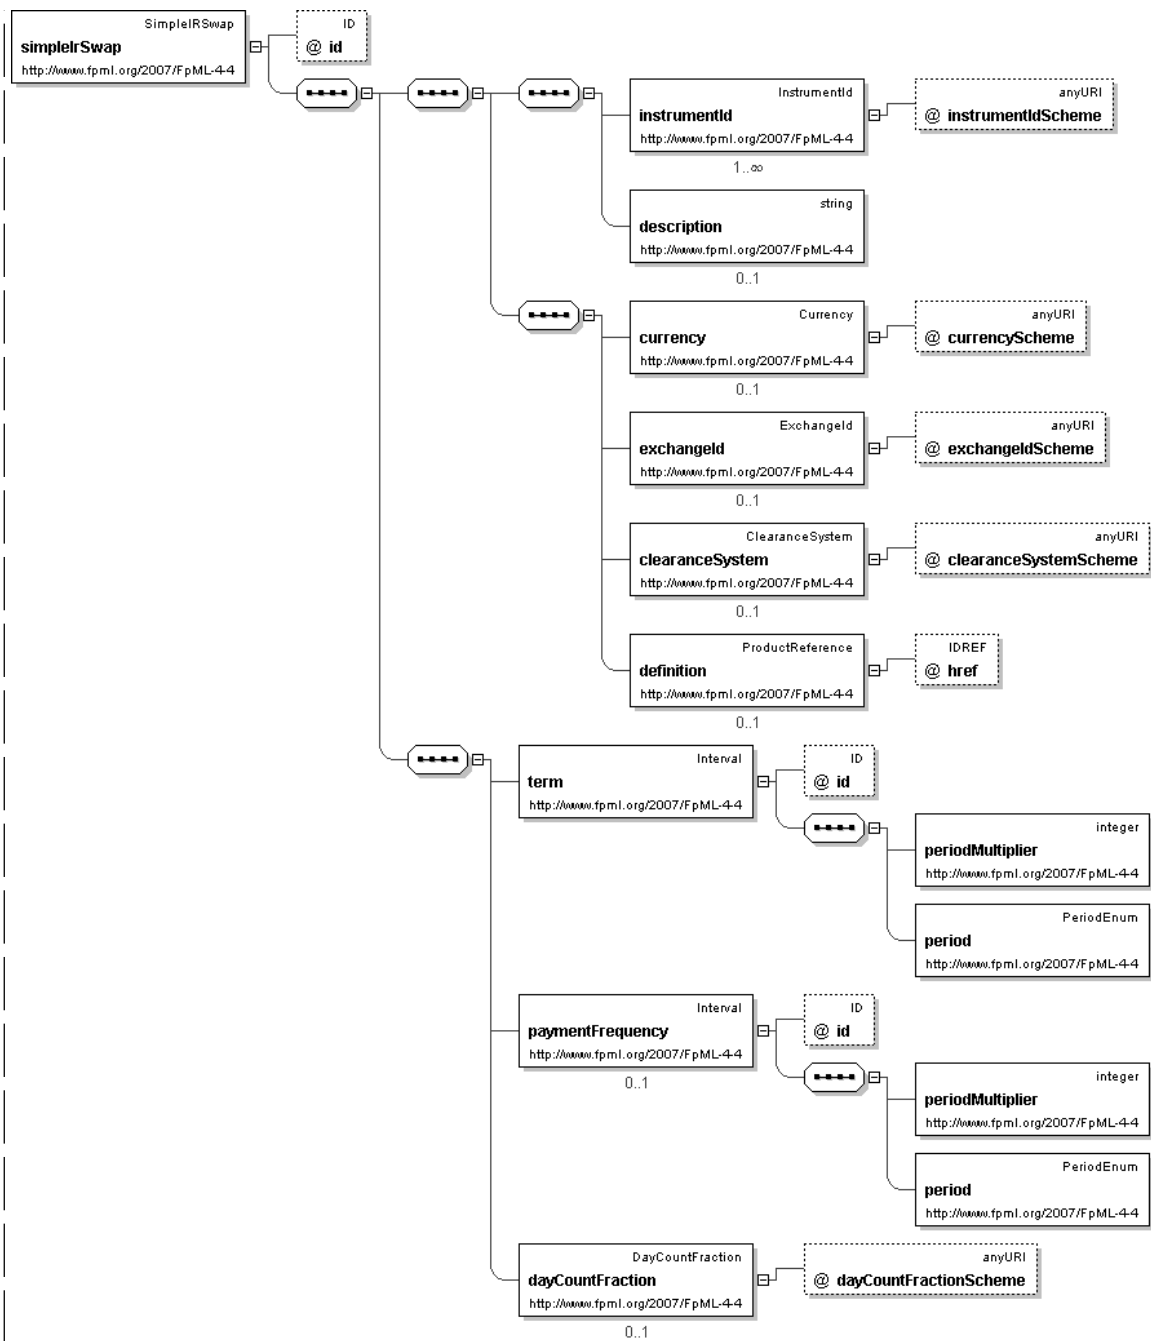 SimpleIRSwap
simpleIrSwap
http://www.fpml.org/2007/FpML-4-4
ID
@ id
InstrumentId
instrumentId
http://www.fpml.org/2007/FpML-4-4
1..∞
anyURI
@ instrumentIdScheme
string
description
http://www.fpml.org/2007/FpML-4-4
0..1
Currency
currency
http://www.fpml.org/2007/FpML-4-4
0..1
anyURI
@ currencyScheme
ExchangeId
exchangeId
http://www.fpml.org/2007/FpML-4-4
0..1
anyURI
@ exchangeIdScheme
ClearanceSystem
clearanceSystem
http://www.fpml.org/2007/FpML-4-4
0..1
anyURI
@ clearanceSystemScheme
ProductReference
definition
http://www.fpml.org/2007/FpML-4-4
0..1
IDREF
@ href
Interval
term
http://www.fpml.org/2007/FpML-4-4
ID
@ id
integer
periodMultiplier
http://www.fpml.org/2007/FpML-4-4
PeriodEnum
period
http://www.fpml.org/2007/FpML-4-4
Interval
paymentFrequency
http://www.fpml.org/2007/FpML-4-4
0..1
ID
@ id
integer
periodMultiplier
http://www.fpml.org/2007/FpML-4-4
PeriodEnum
period
http://www.fpml.org/2007/FpML-4-4
DayCountFraction
dayCountFraction
http://www.fpml.org/2007/FpML-4-4
0..1
anyURI
@ dayCountFractionScheme